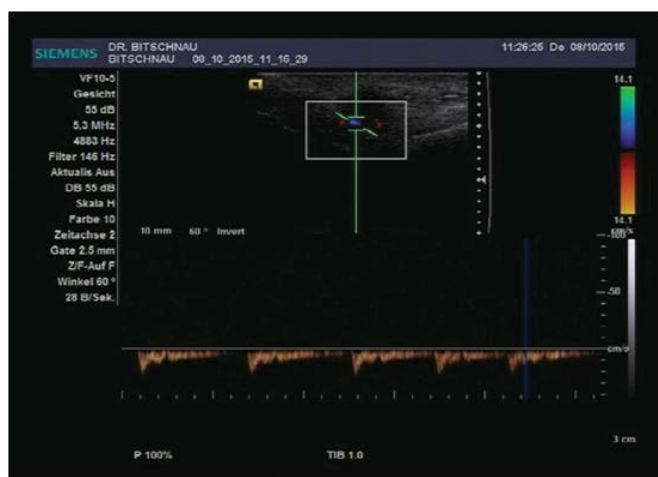 SIEMENS
DR. BITSCHNAU
BITSCHNAU 08_10_2015_11_16_29
11:26:25 Do 08/10/2015
VF10-5
Gesicht
55 dB
5.3 MHz
4883 Hz
Filter 146 Hz
Aktualis Aus
DB 55 dB
Skala H
Farbe 10
Zeitachse 2
Gate 2.5 mm
Z/F-Auf F
Winkel 60 °
28 B/Sek.
14.1
14.1
cm/s
10 mm 60 ° Invert
-100
-50
cm/s
3 cm
P 100%
TIB 1.0